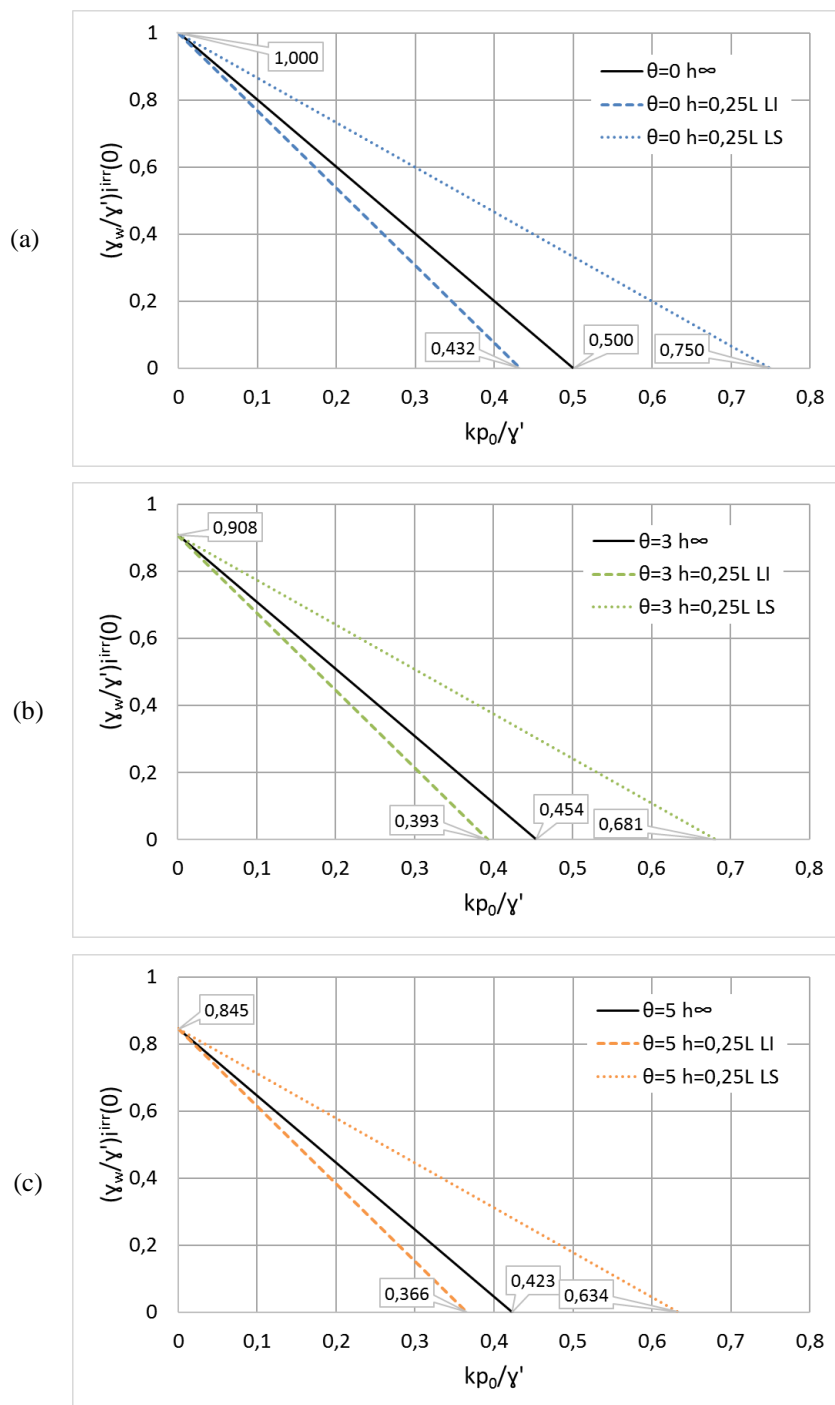 (a)
(ɣw/ɣ')i^irr(0)
1
0,8
0,6
0,4
0,2
0
1,000
θ=0 h∞
θ=0 h=0,25L LI
θ=0 h=0,25L LS
0,432
0,500
0,750
0 0,1 0,2 0,3 0,4 0,5 0,6 0,7 0,8
kp₀/ɣ'
(b)
(ɣw/ɣ')i^irr(0)
1
0,8
0,6
0,4
0,2
0
0,908
θ=3 h∞
θ=3 h=0,25L LI
θ=3 h=0,25L LS
0,393
0,454
0,681
0 0,1 0,2 0,3 0,4 0,5 0,6 0,7 0,8
kp₀/ɣ'
(c)
(ɣw/ɣ')i^irr(0)
1
0,8
0,6
0,4
0,2
0
0,845
θ=5 h∞
θ=5 h=0,25L LI
θ=5 h=0,25L LS
0,366
0,423
0,634
0 0,1 0,2 0,3 0,4 0,5 0,6 0,7 0,8
kp₀/ɣ'